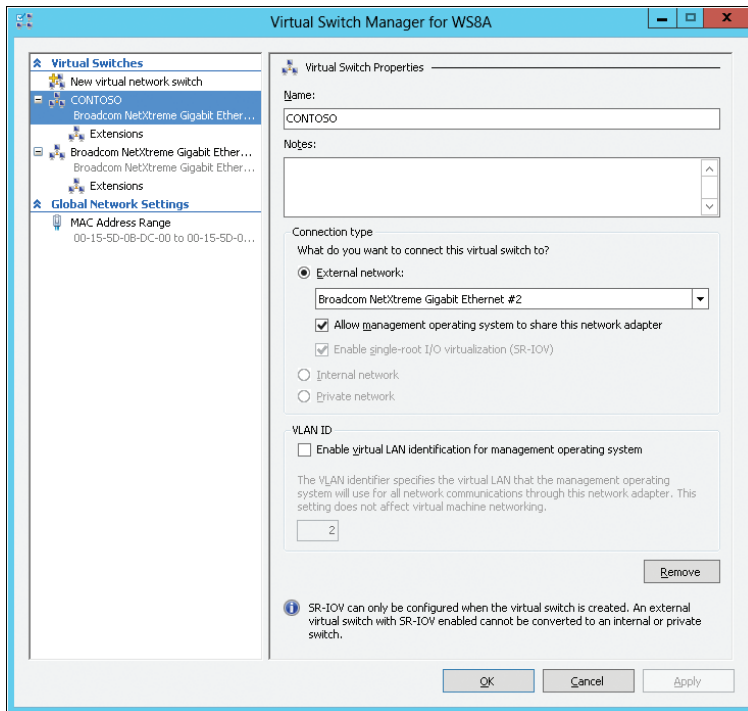 Virtual Switch Manager for WS8A
Virtual Switches
New virtual network switch
CONTOSO
Broadcom NetXtreme Gigabit Ether...
Extensions
Broadcom NetXtreme Gigabit Ether...
Broadcom NetXtreme Gigabit Ether...
Extensions
Global Network Settings
MAC Address Range
00-15-5D-0B-DC-00 to 00-15-5D-0...
Virtual Switch Properties
Name:
CONTOSO
Notes:
Connection type
What do you want to connect this virtual switch to?
External network:
Broadcom NetXtreme Gigabit Ethernet #2
Allow management operating system to share this network adapter
Enable single-root I/O virtualization (SR-IOV)
Internal network
Private network
VLAN ID
Enable virtual LAN identification for management operating system
The VLAN identifier specifies the virtual LAN that the management operating
system will use for all network communications through this network adapter. This
setting does not affect virtual machine networking.
2
Remove
SR-IOV can only be configured when the virtual switch is created. An external
virtual switch with SR-IOV enabled cannot be converted to an internal or private
switch.
OK
Cancel
Apply